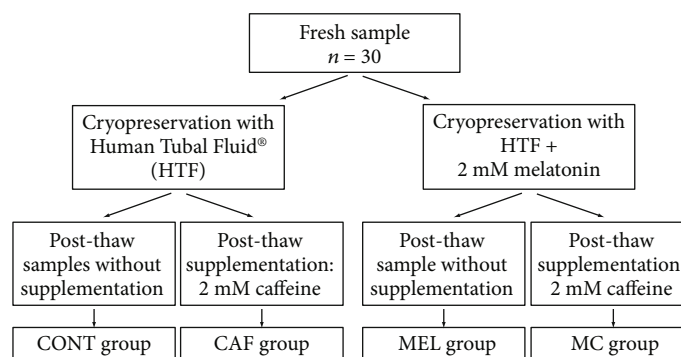 Fresh sample
n = 30
Cryopreservation with
Human Tubal Fluid®
(HTF)
Cryopreservation with
HTF +
2 mM melatonin
Post-thaw
samples without
supplementation
Post-thaw
supplementation:
2 mM caffeine
Post-thaw
sample without
supplementation
Post-thaw
supplementation
2 mM caffeine
CONT group
CAF group
MEL group
MC group